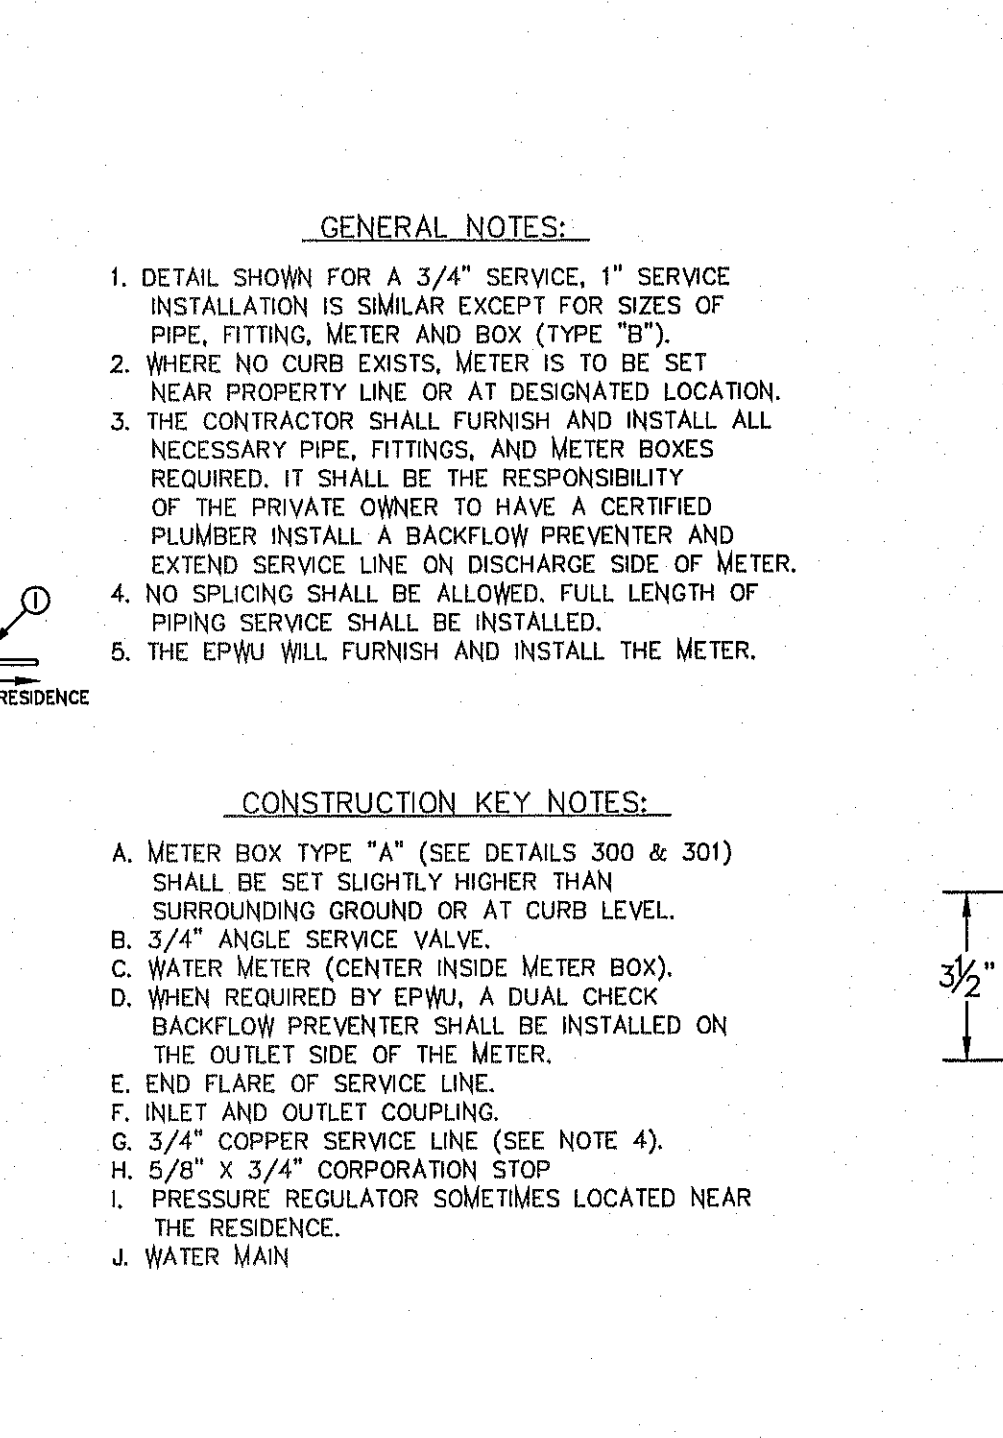 GENERAL NOTES:
1. DETAIL SHOWN FOR A 3/4" SERVICE, 1" SERVICE
INSTALLATION IS SIMILAR EXCEPT FOR SIZES OF
PIPE, FITTING, METER AND BOX (TYPE "B").
2. WHERE NO CURB EXISTS, METER IS TO BE SET
NEAR PROPERTY LINE OR AT DESIGNATED LOCATION.
3. THE CONTRACTOR SHALL FURNISH AND INSTALL ALL
NECESSARY PIPE, FITTINGS, AND METER BOXES
REQUIRED. IT SHALL BE THE RESPONSIBILITY
OF THE PRIVATE OWNER TO HAVE A CERTIFIED
PLUMBER INSTALL A BACKFLOW PREVENTER AND
EXTEND SERVICE LINE ON DISCHARGE SIDE OF METER.
4. NO SPLICING SHALL BE ALLOWED. FULL LENGTH OF
PIPING SERVICE SHALL BE INSTALLED.
5. THE EPWU WILL FURNISH AND INSTALL THE METER.
I
RESIDENCE
CONSTRUCTION KEY NOTES:
A. METER BOX TYPE "A" (SEE DETAILS 300 & 301)
SHALL BE SET SLIGHTLY HIGHER THAN
SURROUNDING GROUND OR AT CURB LEVEL.
B. 3/4" ANGLE SERVICE VALVE.
C. WATER METER (CENTER INSIDE METER BOX).
D. WHEN REQUIRED BY EPWU, A DUAL CHECK
BACKFLOW PREVENTER SHALL BE INSTALLED ON
THE OUTLET SIDE OF THE METER.
E. END FLARE OF SERVICE LINE.
F. INLET AND OUTLET COUPLING.
G. 3/4" COPPER SERVICE LINE (SEE NOTE 4).
H. 5/8" X 3/4" CORPORATION STOP
I. PRESSURE REGULATOR SOMETIMES LOCATED NEAR
THE RESIDENCE.
J. WATER MAIN
3½"